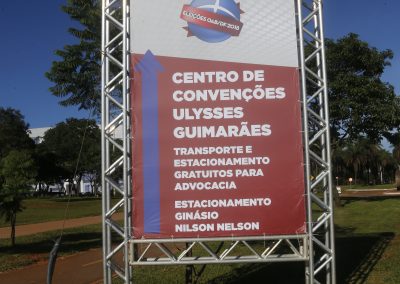 ELEIÇÕES OAB/DF 2018
CENTRO DE
CONVENÇÕES
ULYSSES
GUIMARÃES
TRANSPORTE E
ESTACIONAMENTO
GRATUITOS PARA
ADVOCACIA
ESTACIONAMENTO
GINÁSIO
NILSON NELSON